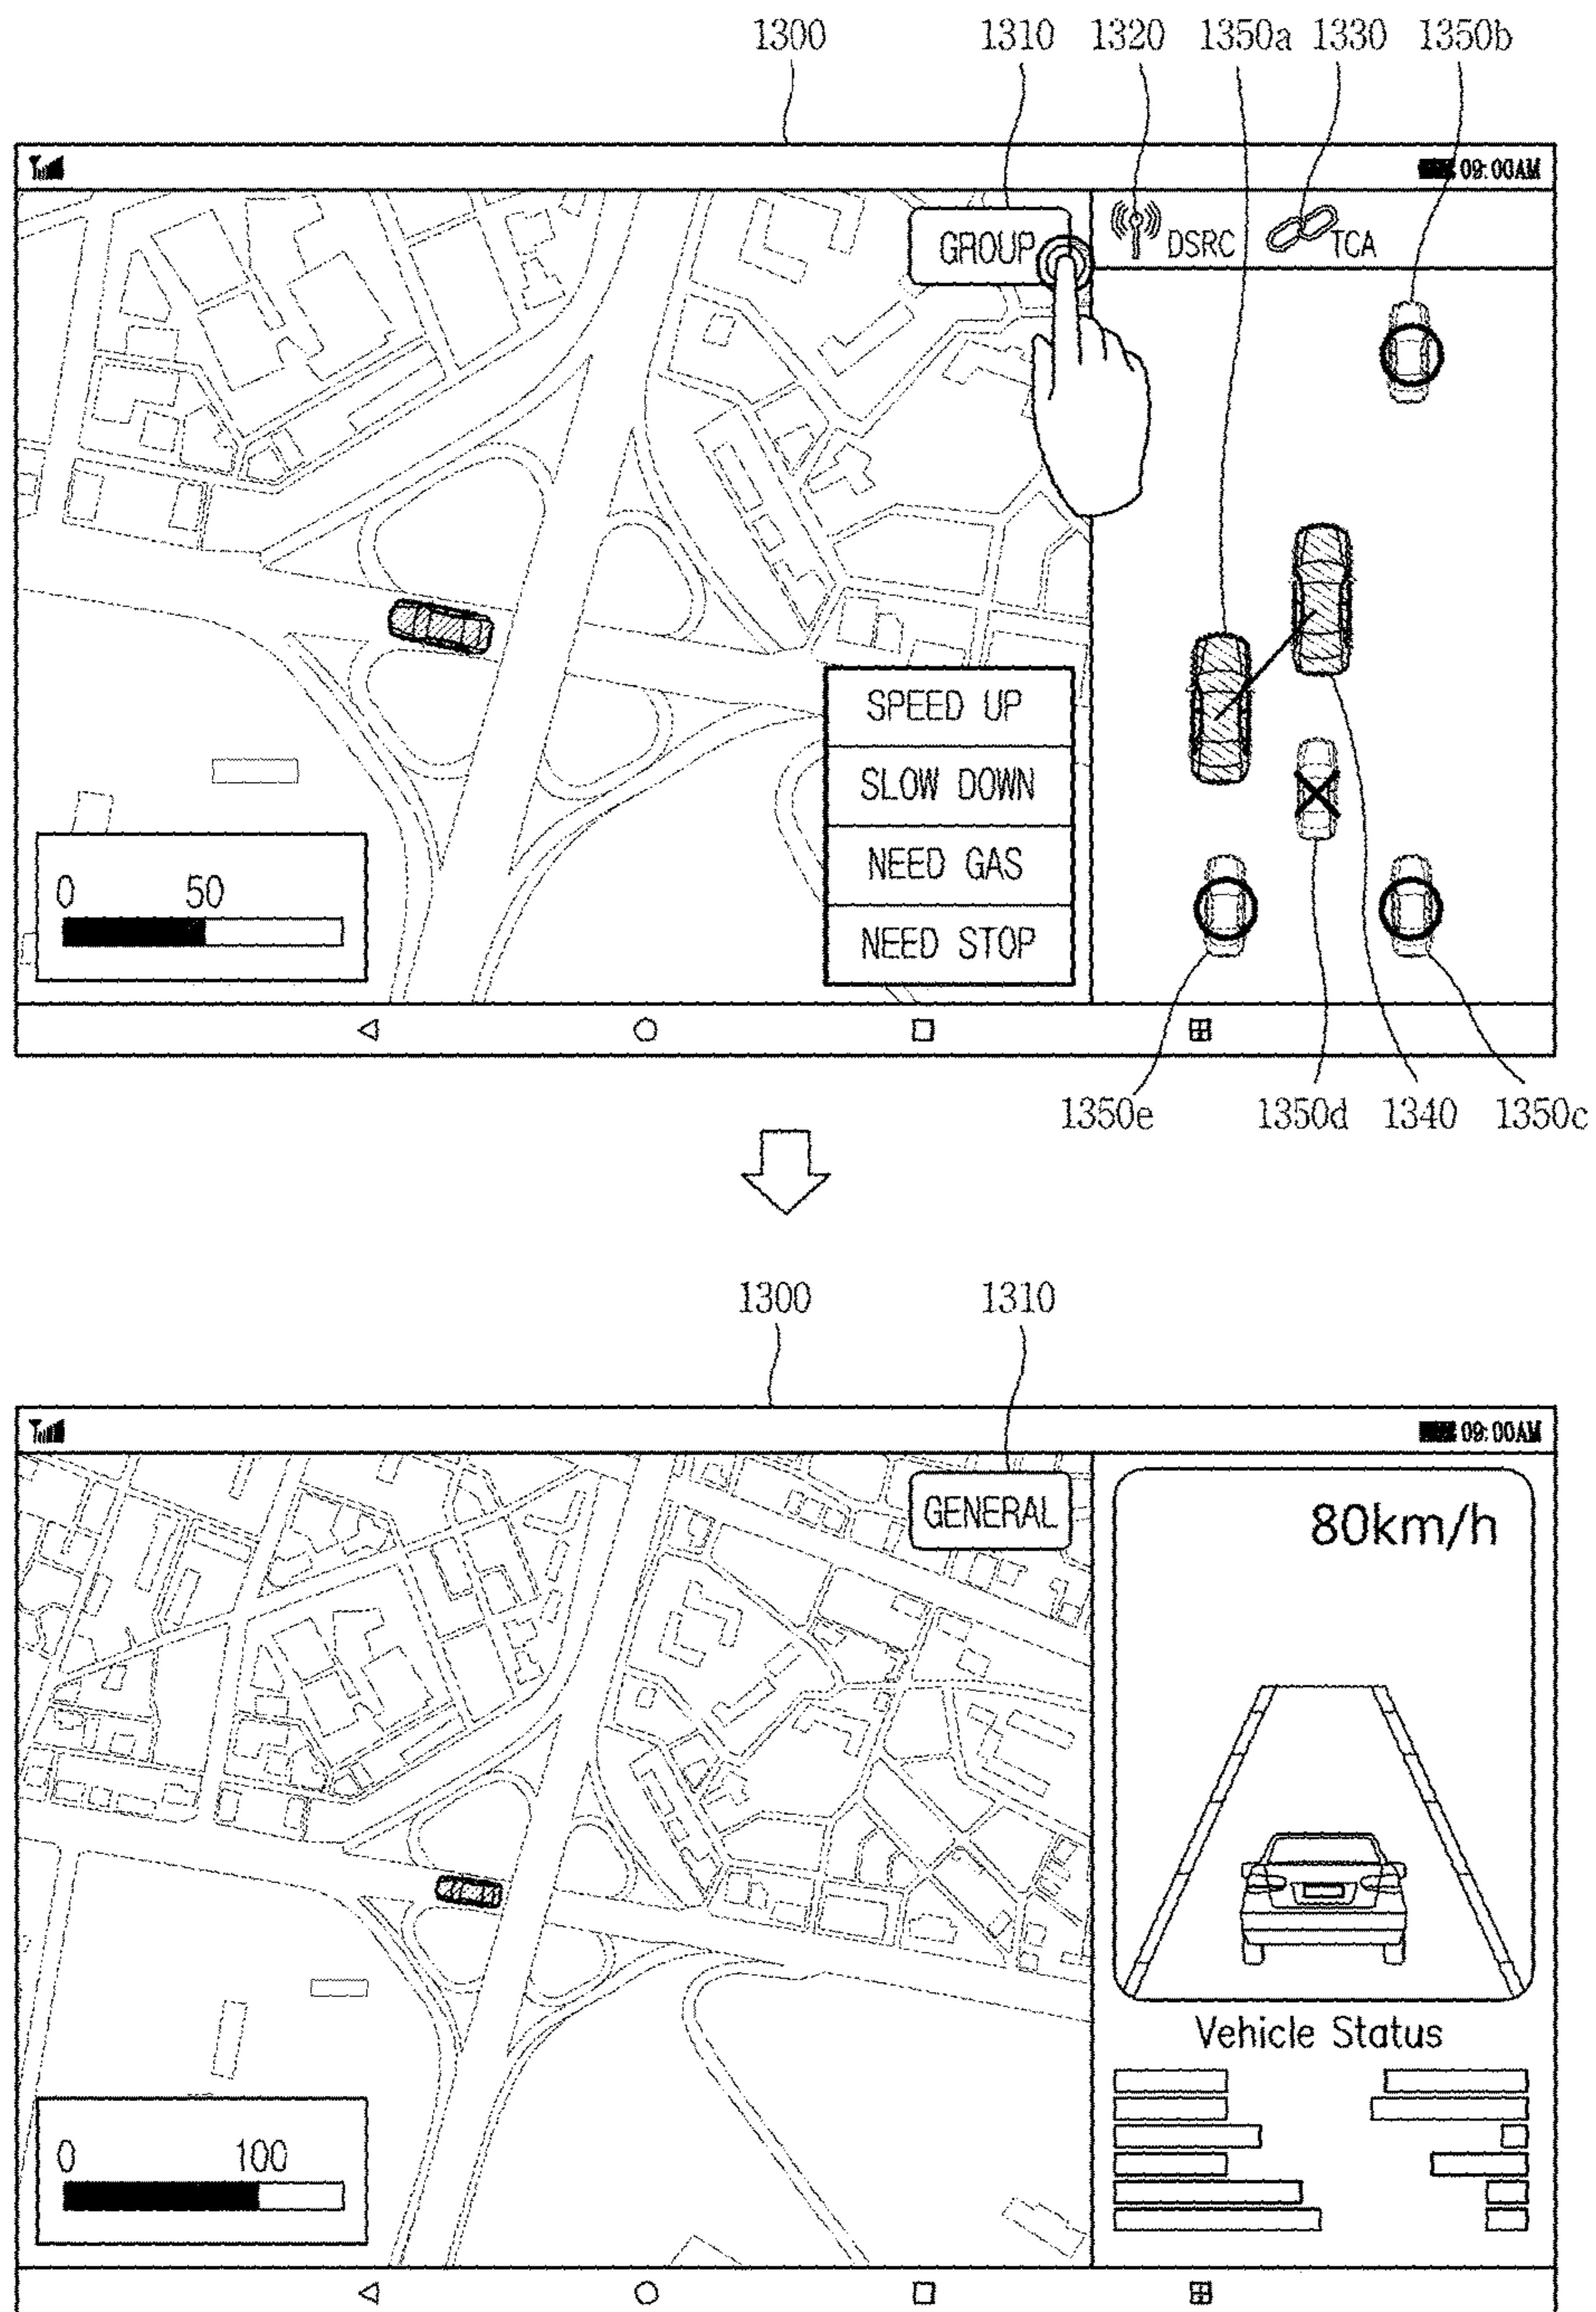 1300 1310 1320 1350a 1330 1350b
09:00AM
GROUP
DSRC
TCA
SPEED UP
SLOW DOWN
NEED GAS
NEED STOP
0 50
1350e 1350d 1340 1350c
1300 1310
09:00AM
GENERAL
80km/h
Vehicle Status
0 100